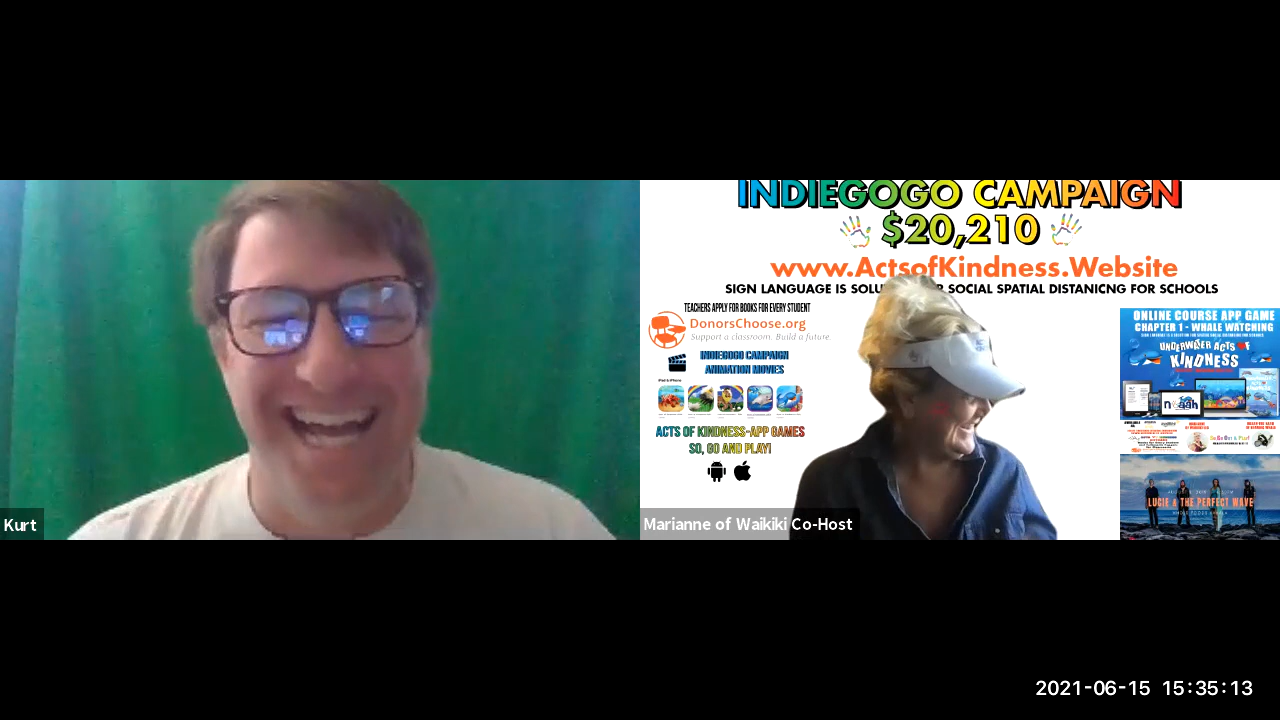 INDIEGOGO CAMPAIGN
$20,210
www.ActsofKindness.Website
SIGN LANGUAGE IS SOLU R SOCIAL SPATIAL DISTANICNG FOR SCHOOLS
TEACHERS APPLY FOR BOOKS FOR EVERY STUDENT
DonorsChoose.org
Support a classroom. Build a future.
INDIEGOGO CAMPAIGN
ANIMATION MOVIES
iPad & iPhone
ACTS OF KINDNESS-APP GAMES
SO, GO AND PLAY!
ONLINE COURSE APP GAME
CHAPTER 1 - WHALE WATCHING
UNDERWATER ACTS OF
KINDNESS
LUCIE & THE PERFECT WAVE
Kurt
Marianne of Waikiki Co-Host
2021-06-15 15:35:13